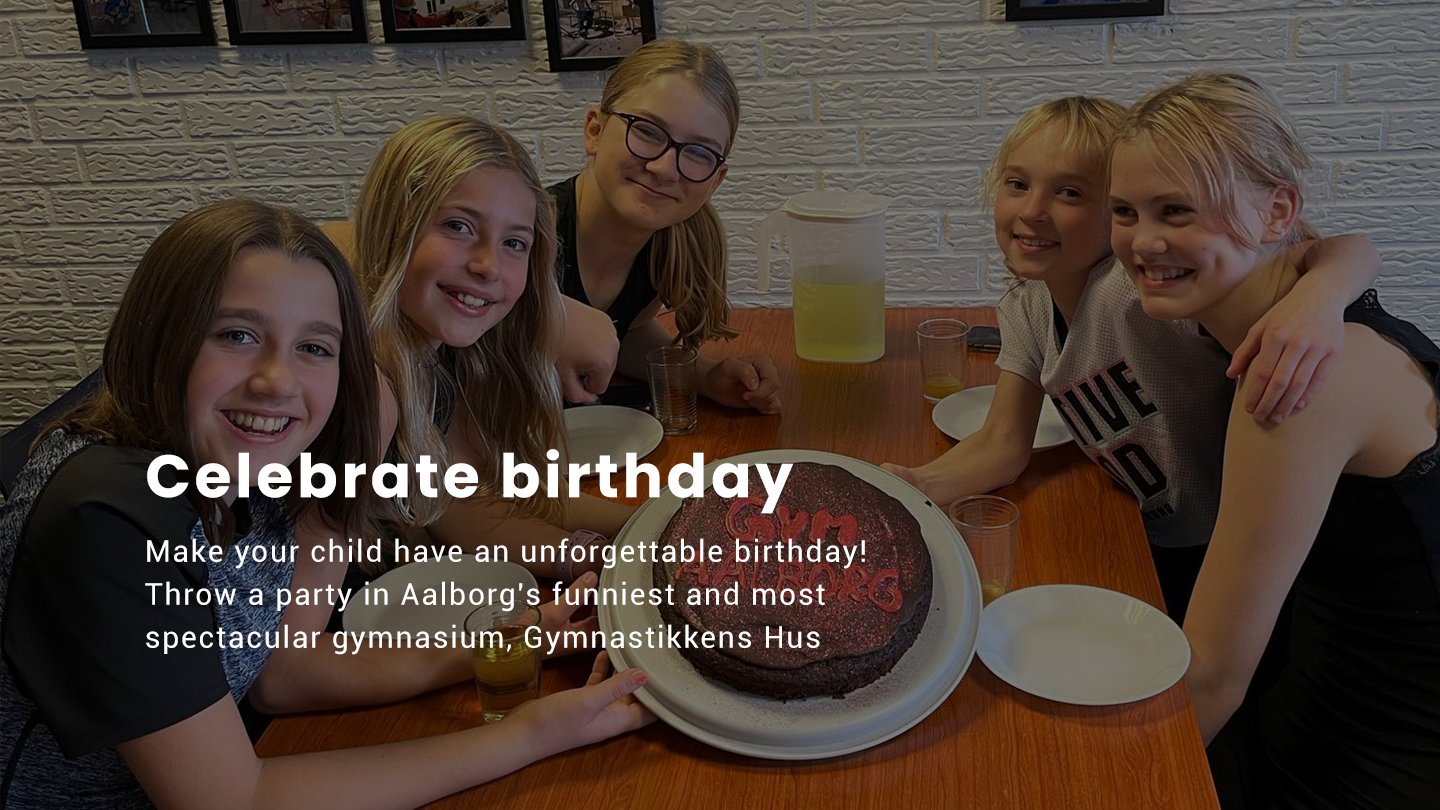 Celebrate birthday
Make your child have an unforgettable birthday!
Throw a party in Aalborg's funniest and most
spectacular gymnasium, Gymnastikkens Hus
GYM
AALBORG
TIVE